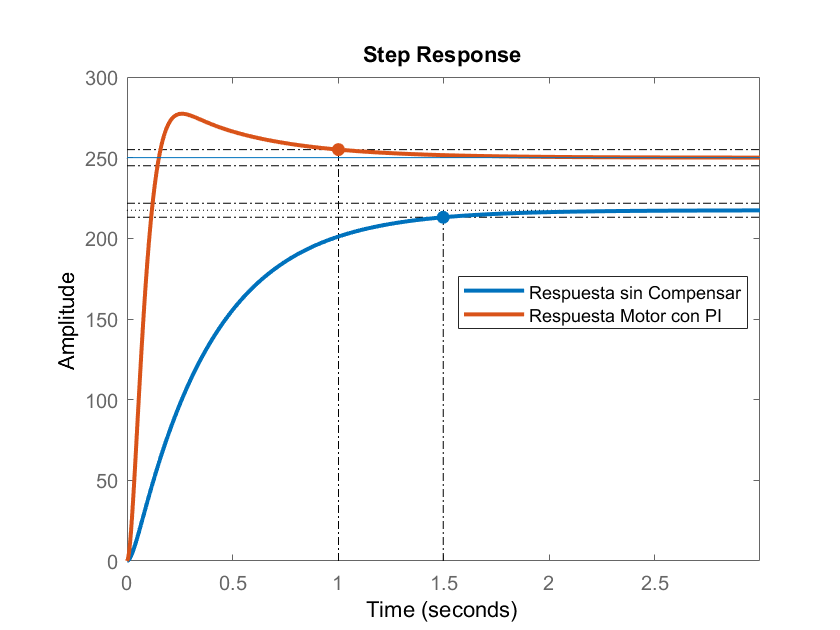 Step Response
300
250
200
150
100
50
0
Amplitude
Respuesta sin Compensar
Respuesta Motor con PI
0
0.5
1
1.5
2
2.5
Time (seconds)